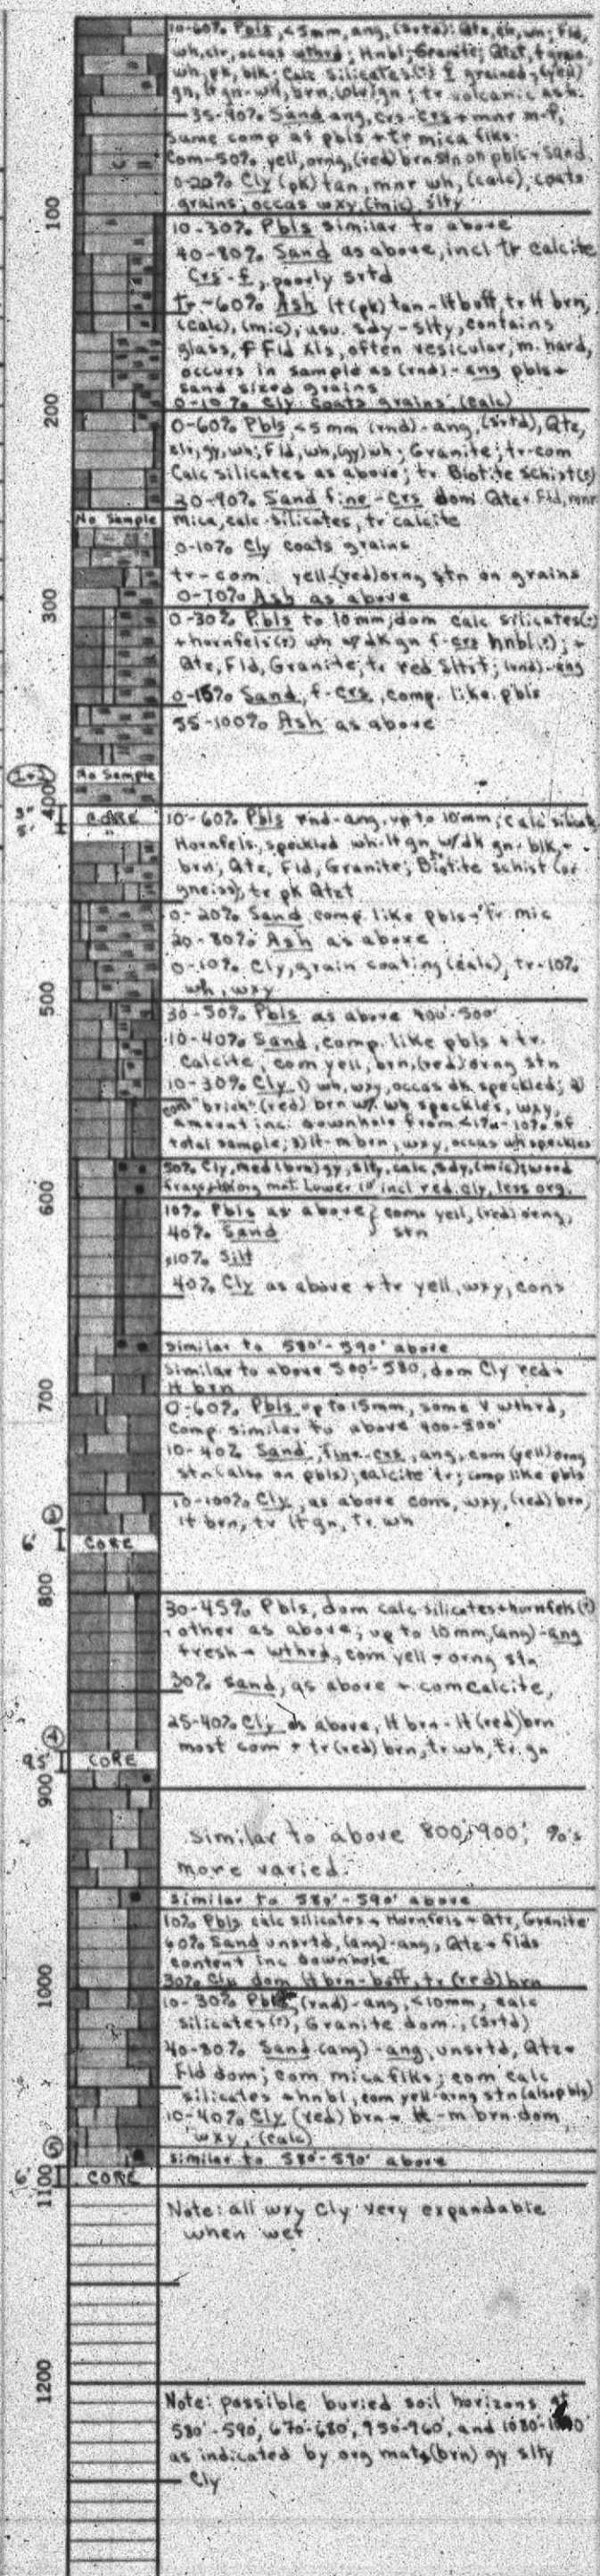 10-60% Pbls, <5mm, ang, (srtd): Qtz, clr, wh; Fld,
wh, clr, occas wthrd; Hnbl, Granite; Qtzt, f grnd,
wh, pk, blk; Calc silicates(?) f grained, (yell)
gn, lt gn-wh, brn, (olv) gn; tr volcanic ash.
35-90% Sand ang, crs-crs + mnr m-f,
same comp as pbls + tr mica flks.
Com-50% yell, orng, (red) brn stn on pbls + Sand
0-20% Cly (pk) tan, mnr wh, (calc), coats
grains, occas wxy, (mic), slty
100
10-30% Pbls similar to above
40-80% Sand as above, incl tr calcite
Crs-f, poorly srtd
Tr-60% Ash lt (pk) tan-lt buff, tr lt brn,
(calc), (mic), usu. sdy-slty, contains
glass, F Fld xls, often vesicular, m. hard,
occurs in sample as (rnd)-ang pbls +
sand sized grains
0-10% Cly coats grains (calc)
200
0-60% Pbls, <5mm (rnd)-ang, (srtd), Qtz,
clr, gy, wh; Fld, wh, (gy) wh; Granite; tr-com
Calc silicates as above; tr Biotite schist(?)
20-90% Sand fine-crs dom Qtz + Fld, mnr
No Sample
mica, calc-silicates, tr calcite
0-10% Cly coats grains
tr-com yell-(red) orng stn on grains
0-70% Ash as above
300
0-30% Pbls to 10mm; dom calc silicates(?)
+ hornfels(?) wh w/dk gn f-crs hnbl(?); +
Qtz, Fld, Granite; tr red Sltst; (rnd)-ang
0-15% Sand, f-crs, comp. like pbls
55-100% Ash as above
No Sample
400
CORE
10-60% Pbls rnd-ang, up to 10mm, calc silicate
Hornfels, speckled wh-lt gn, w/dk gn, blk, +
brn; Qtz, Fld, Granite; Biotite schist (or
gneiss), tr pk Qtzt
0-20% Sand, comp like pbls + tr mic
20-80% Ash as above
0-10% Cly, grain coating (calc), tr-10%
wh, wxy
500
30-50% Pbls as above 400'-500'
10-40% Sand, comp. like pbls + tr
calcite, com yell, brn, (red) orng stn
10-30% Cly 1) wh, wxy, occas dk speckled; 2)
cons "brick" (red) brn w/ wh speckles, wxy,
amount inc. downhole from <1%-10% of
total sample; 3) lt-m brn, wxy, occas wh speckles
50% Cly, med (brn) gy, slty, calc, sdy, (mic); wood
frags + org mat. Lower 10' incl red cly, less org.
600
10% Pbls as above } com yell, (red) orng,
40% Sand stn
10% Silt
40% Cly as above + tr yell, wxy, cons
similar to 580'-590' above
similar to above 500-580, dom Cly red +
lt brn
700
0-60% Pbls up to 15mm, some v wthrd,
comp similar to above 400-500'
10-40% Sand, fine-crs, ang, com (yell) orng
stn (also on pbls); calcite tr; comp like pbls
10-100% Cly, as above cons, wxy, (red) brn,
lt brn, tr lt gn, tr wh
6'
CORE
800
30-45% Pbls, dom calc-silicates + hornfels(?)
+ other as above; up to 10mm, (ang)-ang
fresh-wthrd, com yell-orng stn
30% sand, as above + com Calcite,
25-40% Cly as above, lt brn-lt (red) brn
most com + tr (red) brn, tr wh, tr gn
4
9.5'
CORE
900
Similar to above 800'-900', %'s
more varied.
similar to 580'-590' above
10% Pbls calc silicates + Hornfels + Qtz, Granite
60% Sand unsrtd, (ang)-ang, Qtz + flds
content inc downhole
30% Cly dom lt brn-buff, tr (red) brn
1000
10-30% Pbls, (rnd)-ang, <10mm, calc
silicates(?), Granite dom., (srtd)
40-80% Sand (ang)-ang, unsrtd, Qtz +
Fld dom; com mica flks; com calc
silicates + hnbl, com yell-orng stn (also pbls)
10-40% Cly (red) brn + lt-m brn dom,
wxy, (calc)
5
similar to 580'-590' above
6'
CORE
1100
Note: all wxy Cly very expandable
when wet
1200
Note: possible buried soil horizons at
580'-590, 670-680, 950'-960', and 1080-1090'
as indicated by org mat, (brn) gy slty
Cly